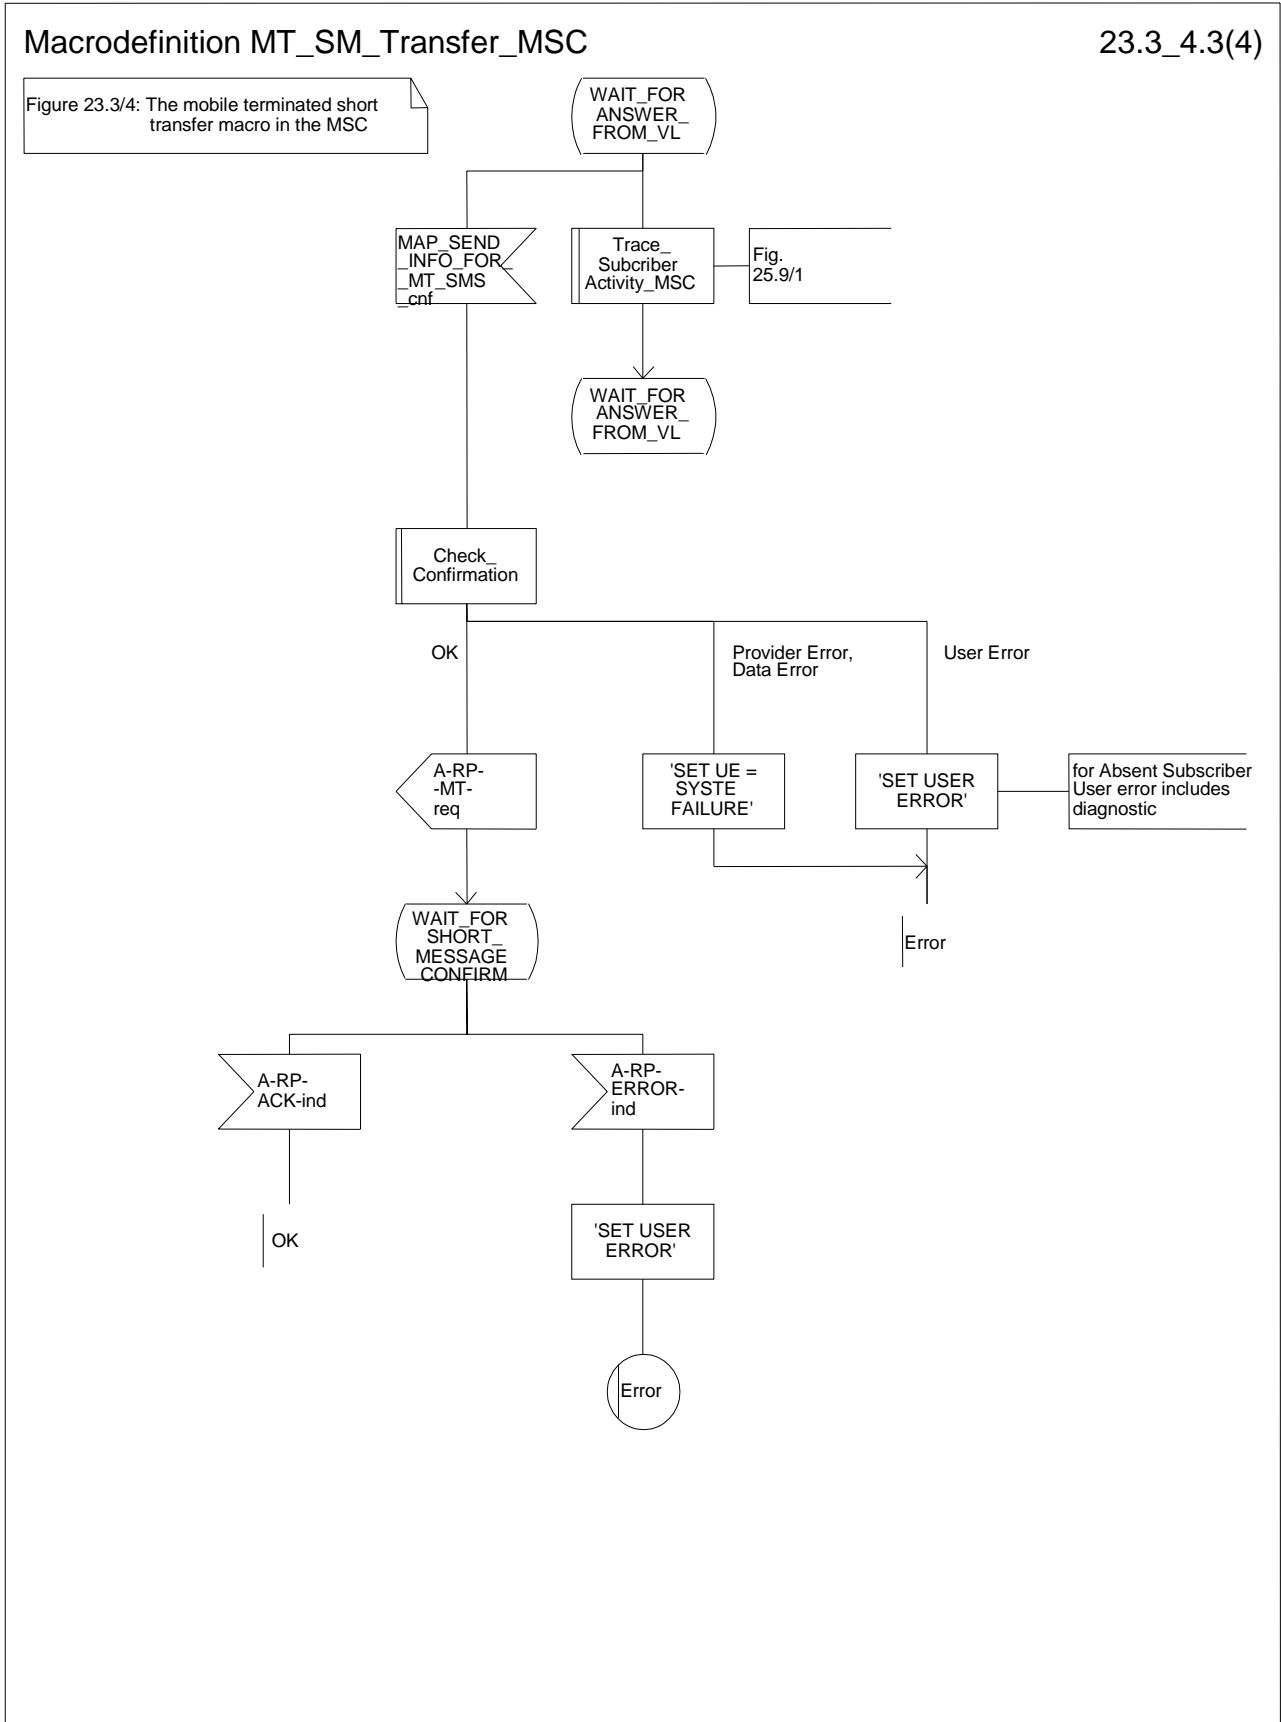 Macrodefinition MT_SM_Transfer_MSC
23.3_4.3(4)
Figure 23.3/4: The mobile terminated short
transfer macro in the MSC
WAIT_FOR
ANSWER_
FROM_VL
MAP_SEND
_INFO_FOR_
_MT_SMS
_cnf
Trace_
Subcriber
Activity_MSC
Fig.
25.9/1
WAIT_FOR
ANSWER_
FROM_VL
Check_
Confirmation
OK
Provider Error,
Data Error
User Error
A-RP-
-MT-
req
'SET UE =
SYSTE
FAILURE'
'SET USER
ERROR'
for Absent Subscriber
User error includes
diagnostic
WAIT_FOR
SHORT_
MESSAGE
CONFIRM
Error
A-RP-
ACK-ind
A-RP-
ERROR-
ind
OK
'SET USER
ERROR'
Error